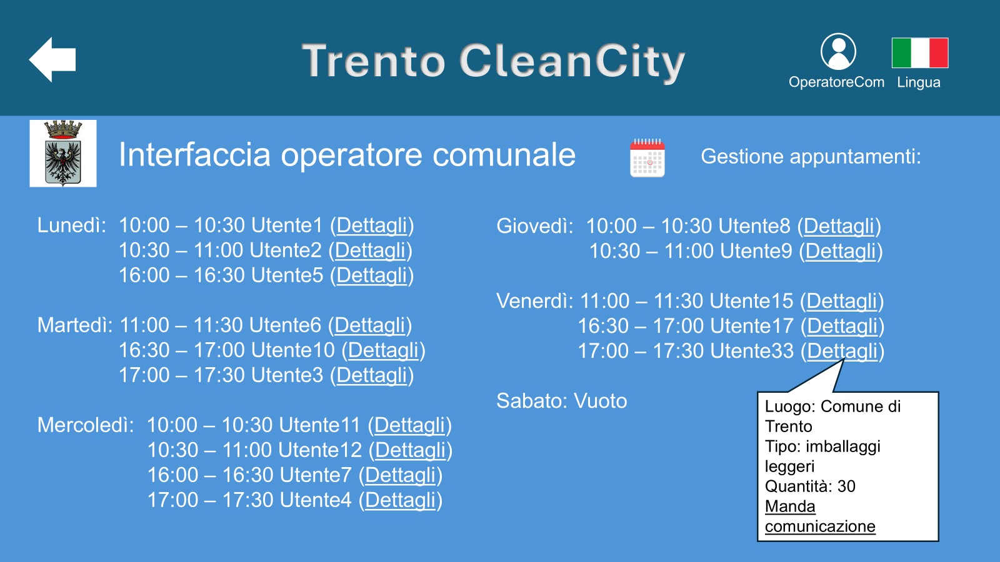 Trento CleanCity
OperatoreCom
Lingua
Interfaccia operatore comunale
Gestione appuntamenti:
Lunedì: 10:00 – 10:30 Utente1 (Dettagli)
10:30 – 11:00 Utente2 (Dettagli)
16:00 – 16:30 Utente5 (Dettagli)
Martedì: 11:00 – 11:30 Utente6 (Dettagli)
16:30 – 17:00 Utente10 (Dettagli)
17:00 – 17:30 Utente3 (Dettagli)
Mercoledì: 10:00 – 10:30 Utente11 (Dettagli)
10:30 – 11:00 Utente12 (Dettagli)
16:00 – 16:30 Utente7 (Dettagli)
17:00 – 17:30 Utente4 (Dettagli)
Giovedì: 10:00 – 10:30 Utente8 (Dettagli)
10:30 – 11:00 Utente9 (Dettagli)
Venerdì: 11:00 – 11:30 Utente15 (Dettagli)
16:30 – 17:00 Utente17 (Dettagli)
17:00 – 17:30 Utente33 (Dettagli)
Sabato: Vuoto
Luogo: Comune di
Trento
Tipo: imballaggi
leggeri
Quantità: 30
Manda
comunicazione